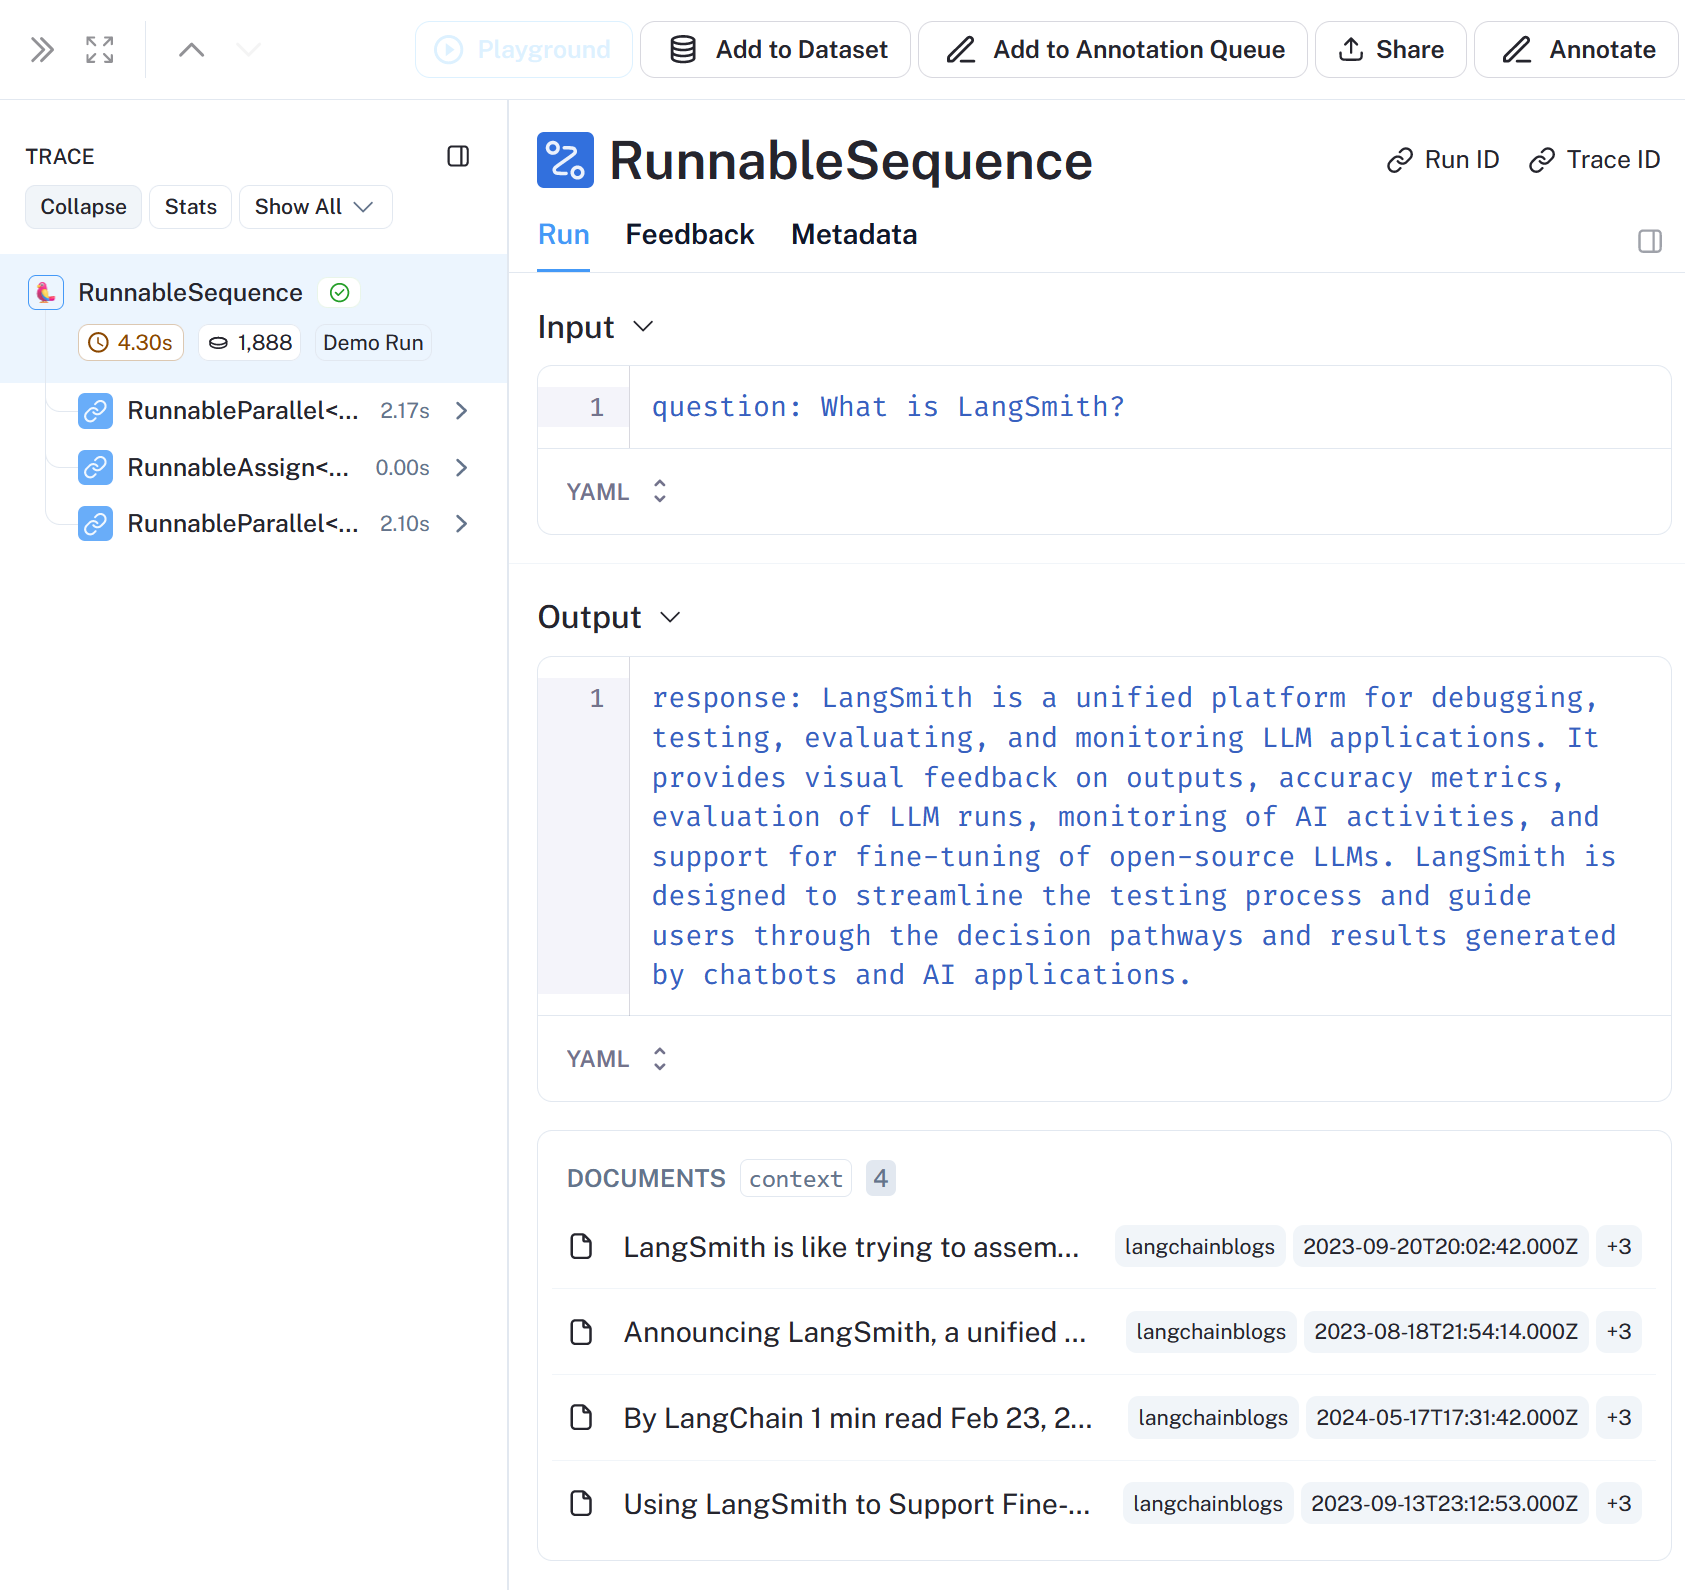 Playground Add to Dataset Add to Annotation Queue Share Annotate
TRACE
Collapse Stats Show All
RunnableSequence
4.30s 1,888 Demo Run
RunnableParallel<... 2.17s
RunnableAssign<... 0.00s
RunnableParallel<... 2.10s
RunnableSequence Run ID Trace ID
Run Feedback Metadata
Input
1 question: What is LangSmith?
YAML
Output
1 response: LangSmith is a unified platform for debugging,
testing, evaluating, and monitoring LLM applications. It
provides visual feedback on outputs, accuracy metrics,
evaluation of LLM runs, monitoring of AI activities, and
support for fine-tuning of open-source LLMs. LangSmith is
designed to streamline the testing process and guide
users through the decision pathways and results generated
by chatbots and AI applications.
YAML
DOCUMENTS context 4
LangSmith is like trying to assem... langchainblogs 2023-09-20T20:02:42.000Z +3
Announcing LangSmith, a unified ... langchainblogs 2023-08-18T21:54:14.000Z +3
By LangChain 1 min read Feb 23, 2... langchainblogs 2024-05-17T17:31:42.000Z +3
Using LangSmith to Support Fine-... langchainblogs 2023-09-13T23:12:53.000Z +3